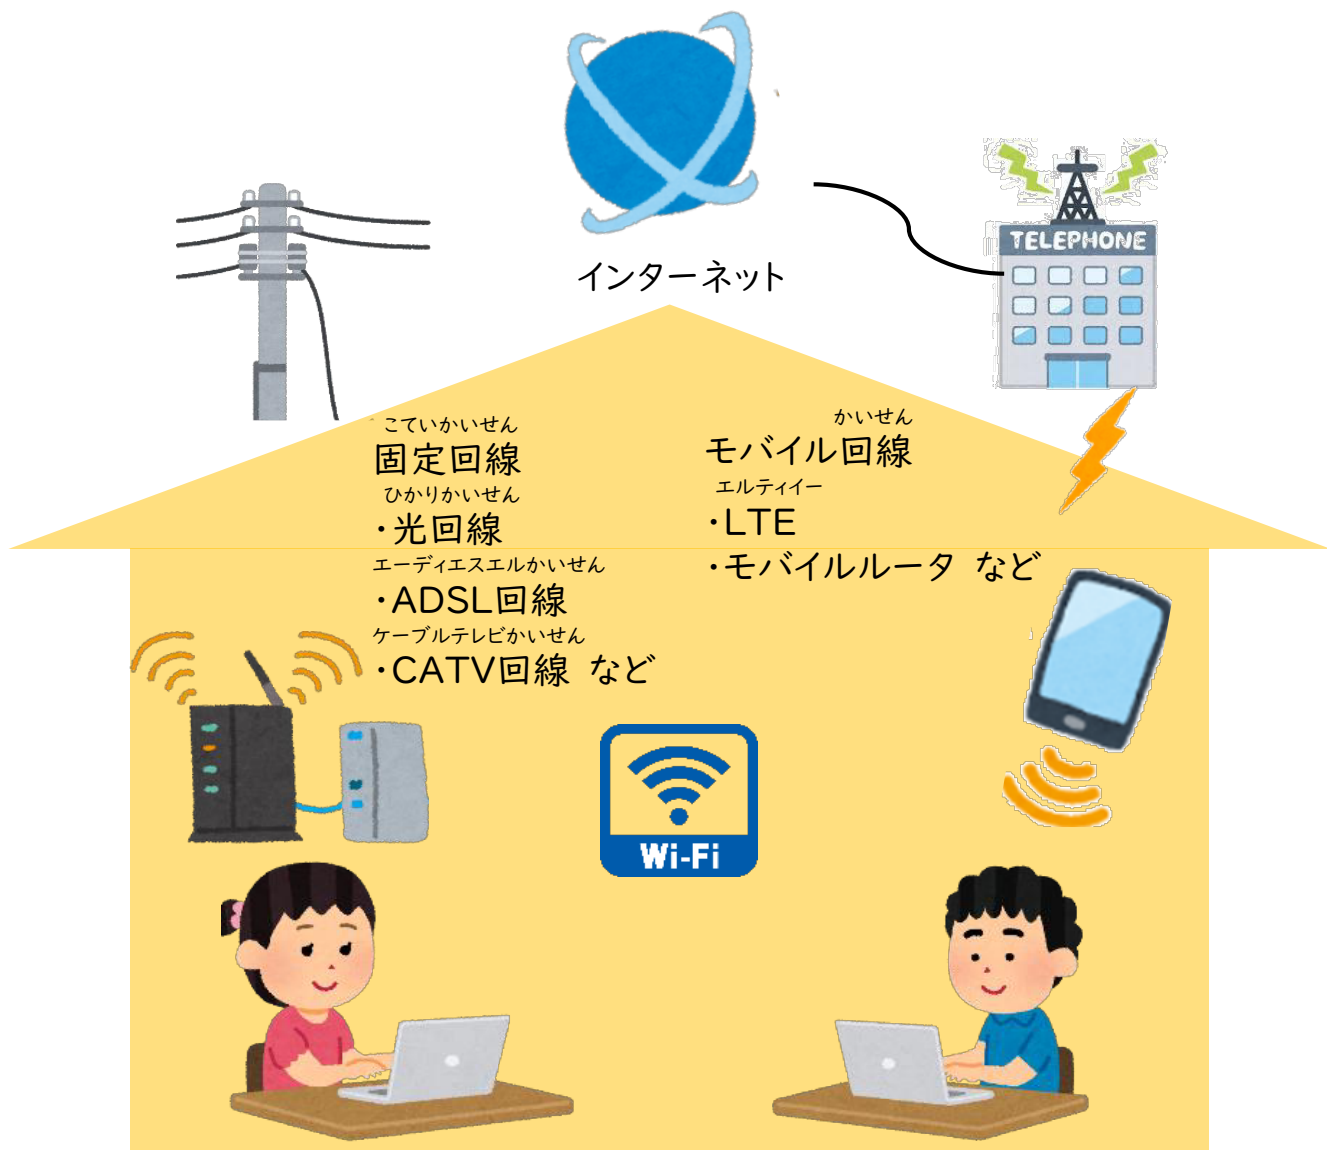 インターネット
TELEPHONE
こていかいせん
固定回線
ひかりかいせん
・光回線
エーディエスエルかいせん
・ADSL回線
ケーブルテレビかいせん
・CATV回線 など
かいせん
モバイル回線
エルティイー
・LTE
・モバイルルータ など
Wi-Fi